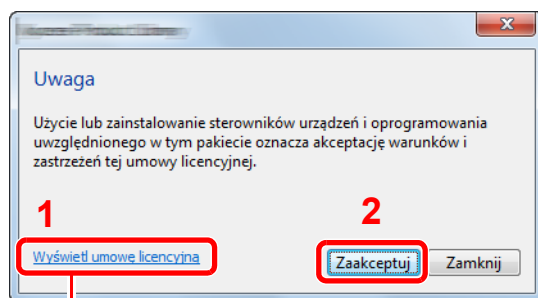 Uwaga
Użycie lub zainstalowanie sterowników urządzeń i oprogramowania
uwzględnionego w tym pakiecie oznacza akceptację warunków i
zastrzeżeń tej umowy licencyjnej.
1
2
Wyświetl umowę licencyjną
Zaakceptuj
Zamknij